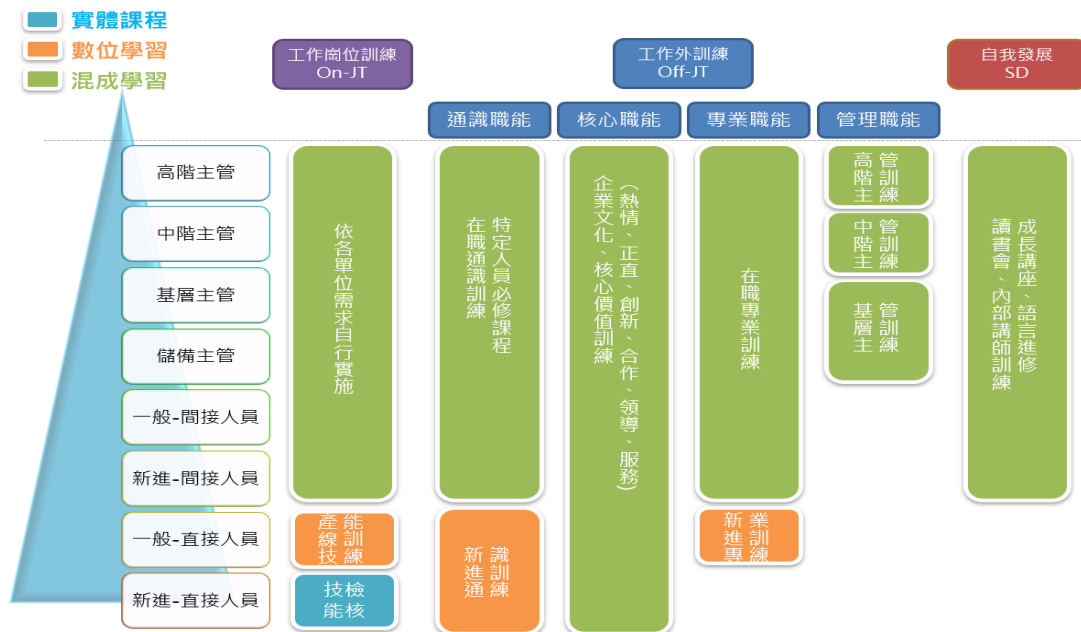 實體課程
數位學習
混成學習
工作崗位訓練
On-JT
工作外訓練
Off-JT
自我發展
SD
通識職能
核心職能
專業職能
管理職能
高階主管
中階主管
基層主管
儲備主管
一般-間接人員
新進-間接人員
一般-直接人員
新進-直接人員
依各單位需求自行實施
產線技
能訓練
技能
檢核
特定人員必修課程
在職通識訓練
新進通
識訓練
(熱情、正直、創新、合作、領導、服務)
企業文化、核心價值訓練
在職專業訓練
新進專
業訓練
高階主
管訓練
中階主
管訓練
基層主
管訓練
成長講座、語言進修
讀書會、內部講師訓練